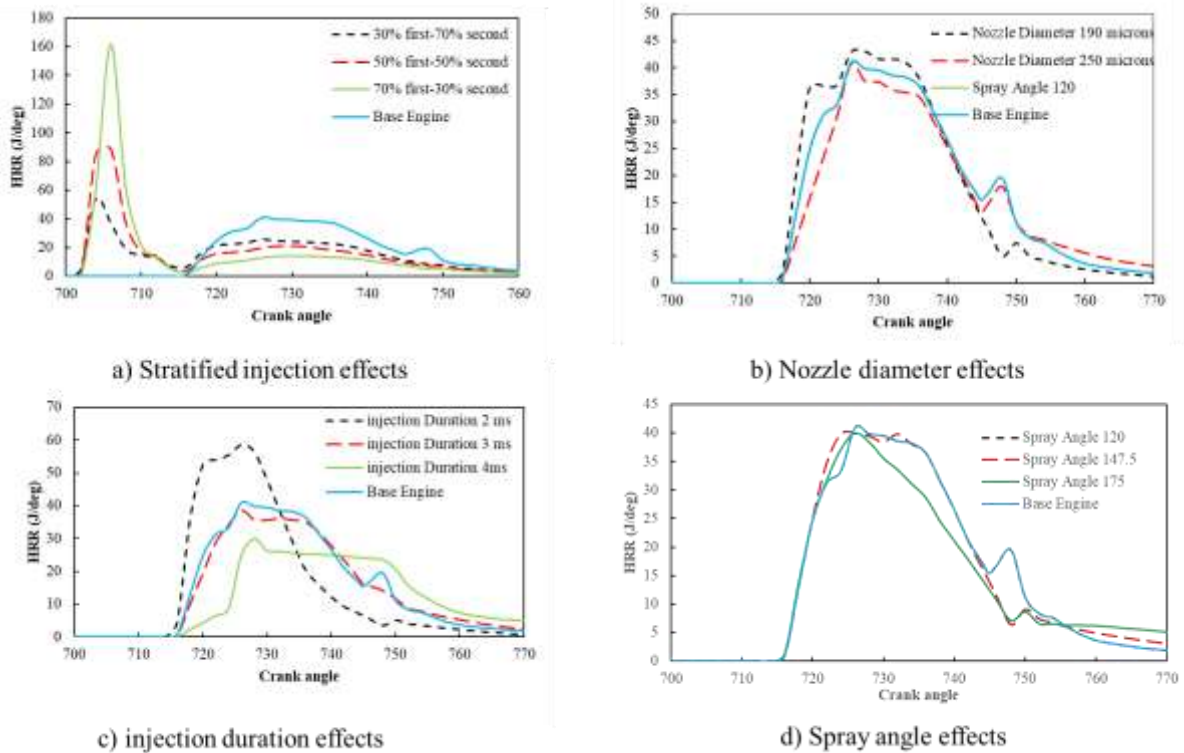 180
160
140
120
100
80
60
40
20
0
HRR (J/deg)
30% first-70% second
50% first-50% second
70% first-30% second
Base Engine
700 710 720 730 740 750 760
Crank angle
a) Stratified injection effects
50
45
40
35
30
25
20
15
10
5
0
HRR (J/deg)
Nozzle Diameter 190 microns
Nozzle Diameter 250 microns
Spray Angle 120
Base Engine
700 710 720 730 740 750 760 770
Crank angle
b) Nozzle diameter effects
70
60
50
40
30
20
10
0
HRR (J/deg)
injection Duration 2 ms
injection Duration 3 ms
injection Duration 4ms
Base Engine
700 710 720 730 740 750 760 770
Crank angle
c) injection duration effects
45
40
35
30
25
20
15
10
5
0
HRR (J/deg)
Spray Angle 120
Spray Angle 147.5
Spray Angle 175
Base Engine
700 710 720 730 740 750 760 770
Crank angle
d) Spray angle effects